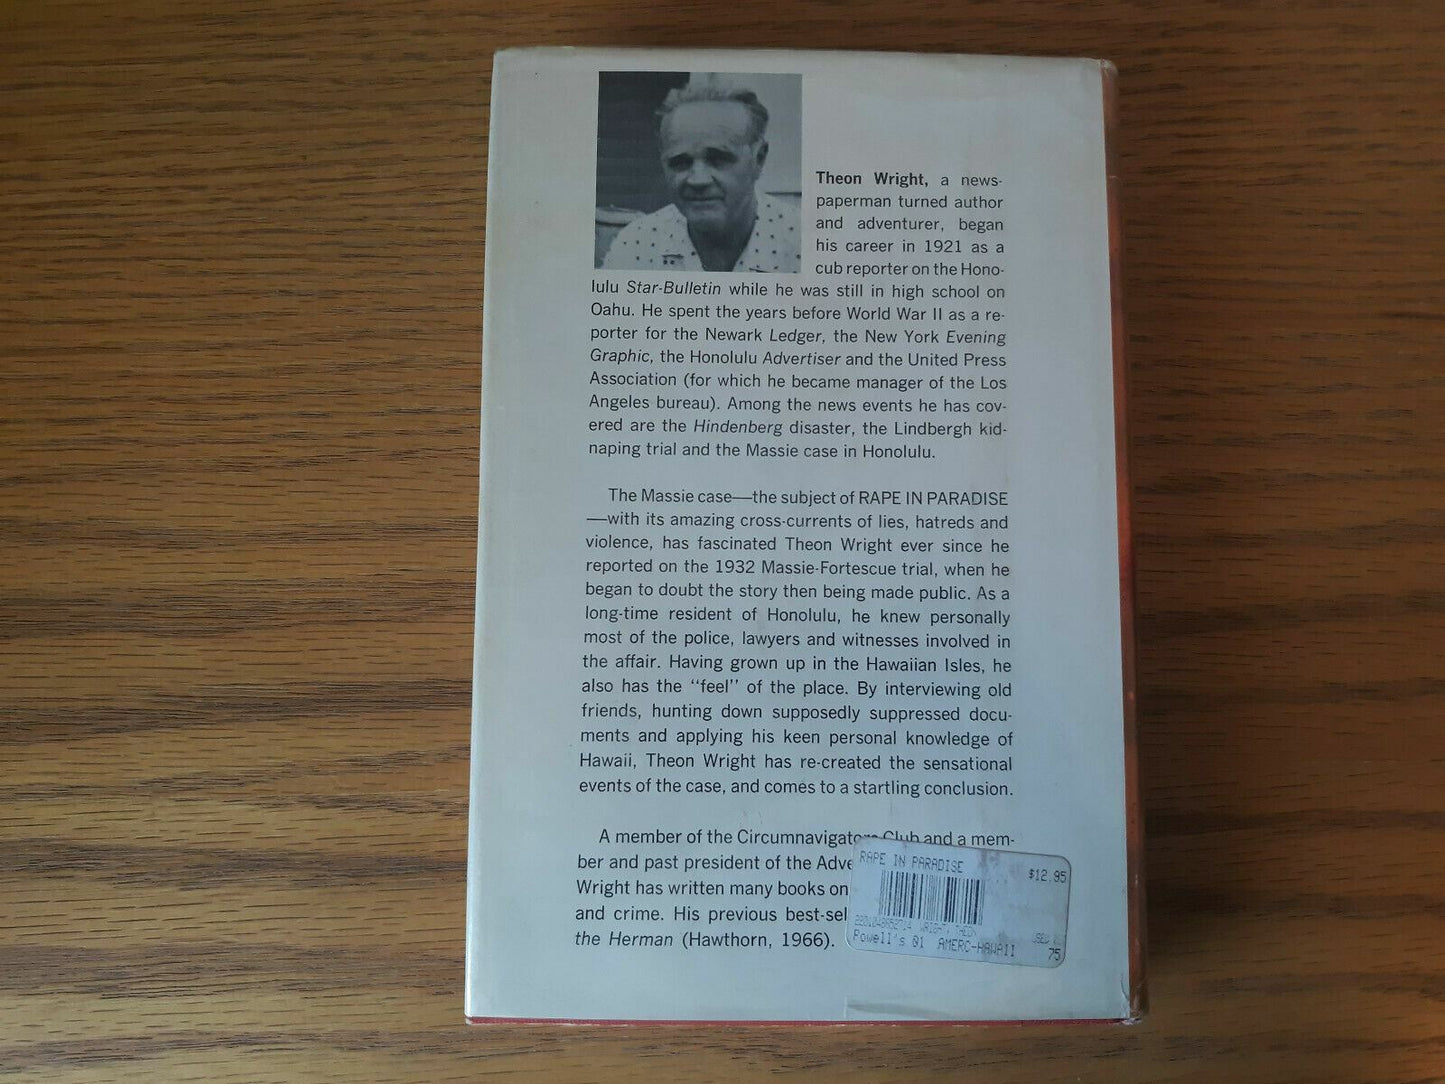 Theon Wright, a news-
paperman turned author
and adventurer, began
his career in 1921 as a
cub reporter on the Hono-
lulu Star-Bulletin while he was still in high school on
Oahu. He spent the years before World War II as a re-
porter for the Newark Ledger, the New York Evening
Graphic, the Honolulu Advertiser and the United Press
Association (for which he became manager of the Los
Angeles bureau). Among the news events he has cov-
ered are the Hindenberg disaster, the Lindbergh kid-
naping trial and the Massie case in Honolulu.
The Massie case—the subject of RAPE IN PARADISE
—with its amazing cross-currents of lies, hatreds and
violence, has fascinated Theon Wright ever since he
reported on the 1932 Massie-Fortescue trial, when he
began to doubt the story then being made public. As a
long-time resident of Honolulu, he knew personally
most of the police, lawyers and witnesses involved in
the affair. Having grown up in the Hawaiian Isles, he
also has the “feel” of the place. By interviewing old
friends, hunting down supposedly suppressed docu-
ments and applying his keen personal knowledge of
Hawaii, Theon Wright has re-created the sensational
events of the case, and comes to a startling conclusion.
A member of the Circumnavigators Club and a mem-
ber and past president of the Adve
Wright has written many books on
and crime. His previous best-sel
the Herman (Hawthorn, 1966).
RAPE IN PARADISE
$12.95
WRIGHT, THEON
USED
Powell's 01 AMERC-HAWAII 75